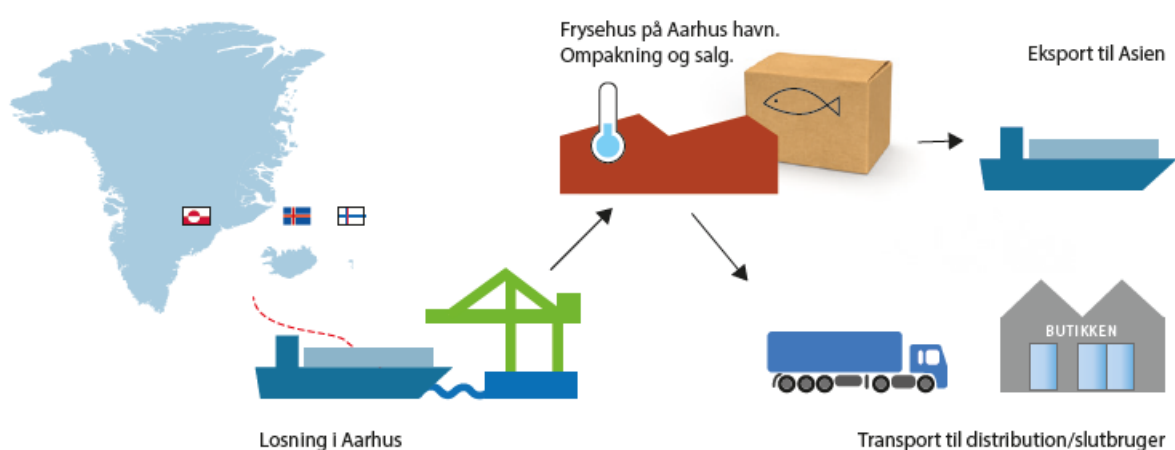 Frysehus på Aarhus havn.
Ompakning og salg.
Eksport til Asien
BUTIKKEN
Losning i Aarhus
Transport til distribution/slutbruger